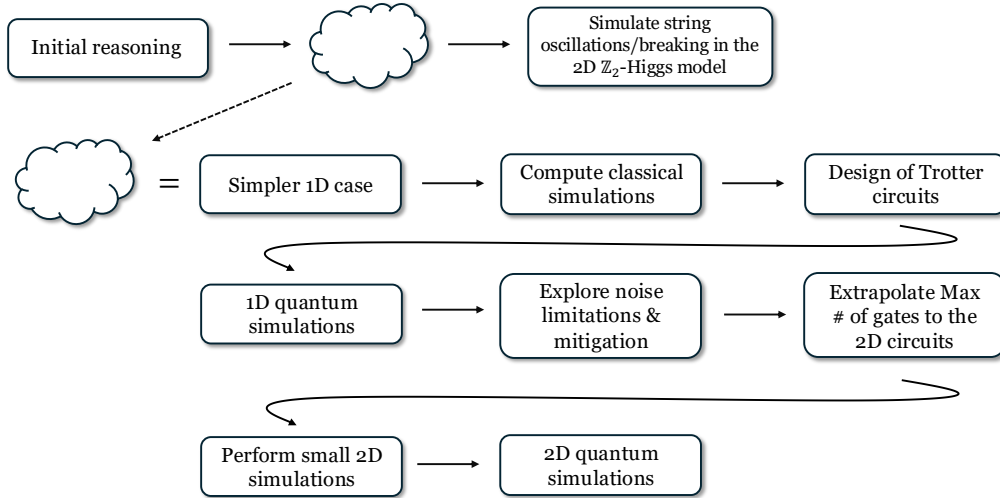 Initial reasoning
Simulate string
oscillations/breaking in the
2D ℤ₂-Higgs model
=
Simpler 1D case
Compute classical
simulations
Design of Trotter
circuits
1D quantum
simulations
Explore noise
limitations &
mitigation
Extrapolate Max
# of gates to the
2D circuits
Perform small 2D
simulations
2D quantum
simulations